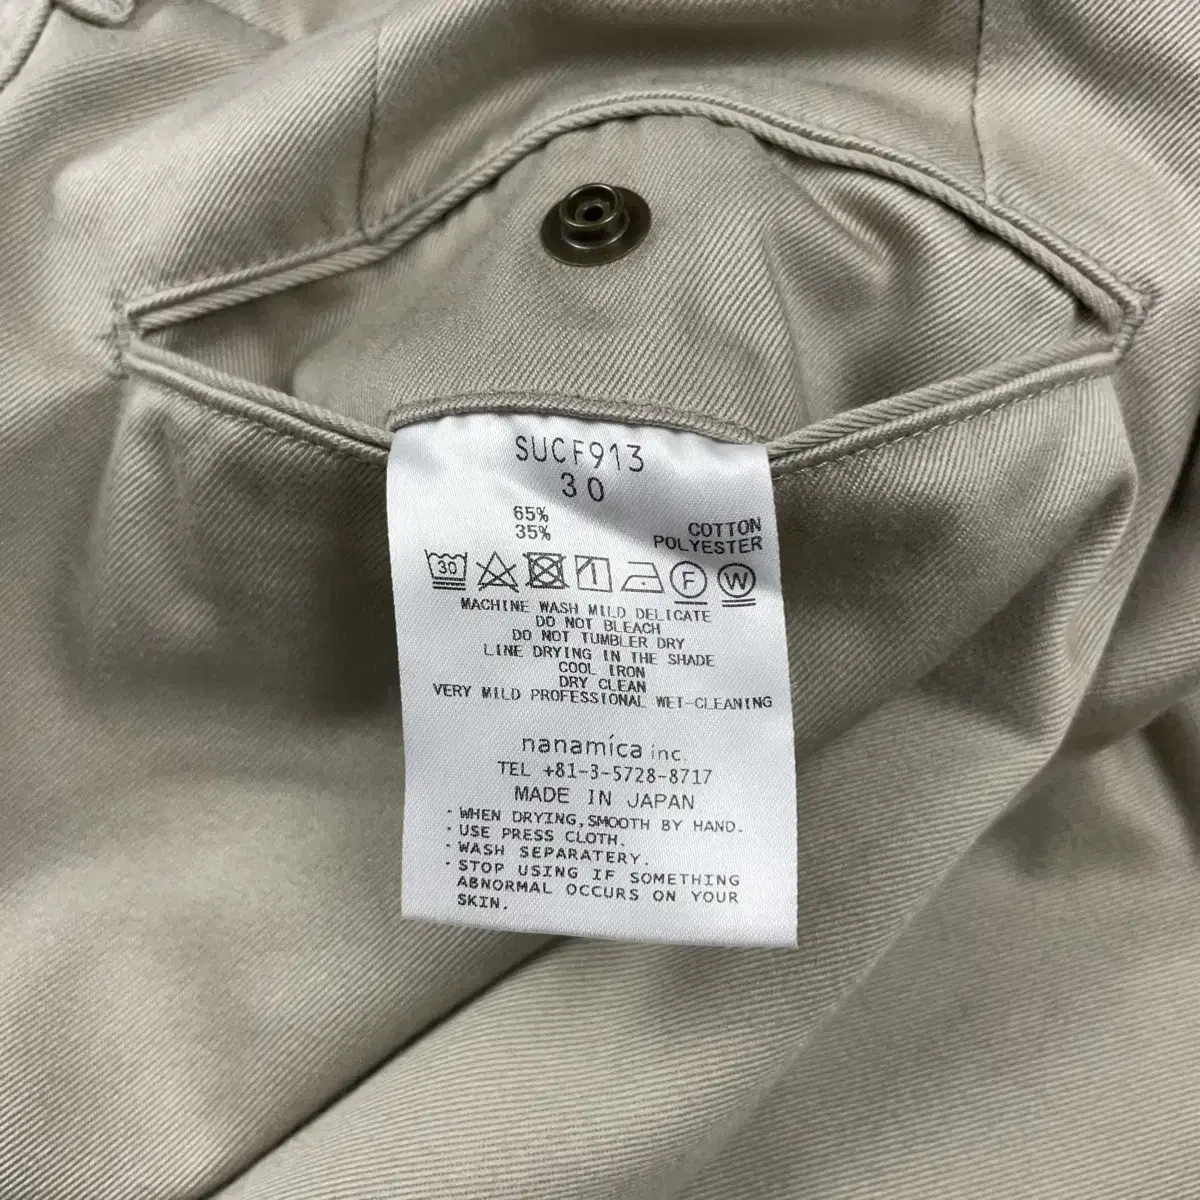 SUCF913
30
65% COTTON
35% POLYESTER
30 F W
MACHINE WASH MILD DELICATE
DO NOT BLEACH
DO NOT TUMBLER DRY
LINE DRYING IN THE SHADE
COOL IRON
DRY CLEAN
VERY MILD PROFESSIONAL WET-CLEANING
nanamíca inc.
TEL +81-3-5728-8717
MADE IN JAPAN
・WHEN DRYING,SMOOTH BY HAND.
・USE PRESS CLOTH.
・WASH SEPARATERY.
・STOP USING IF SOMETHING
ABNORMAL OCCURS ON YOUR
SKIN.